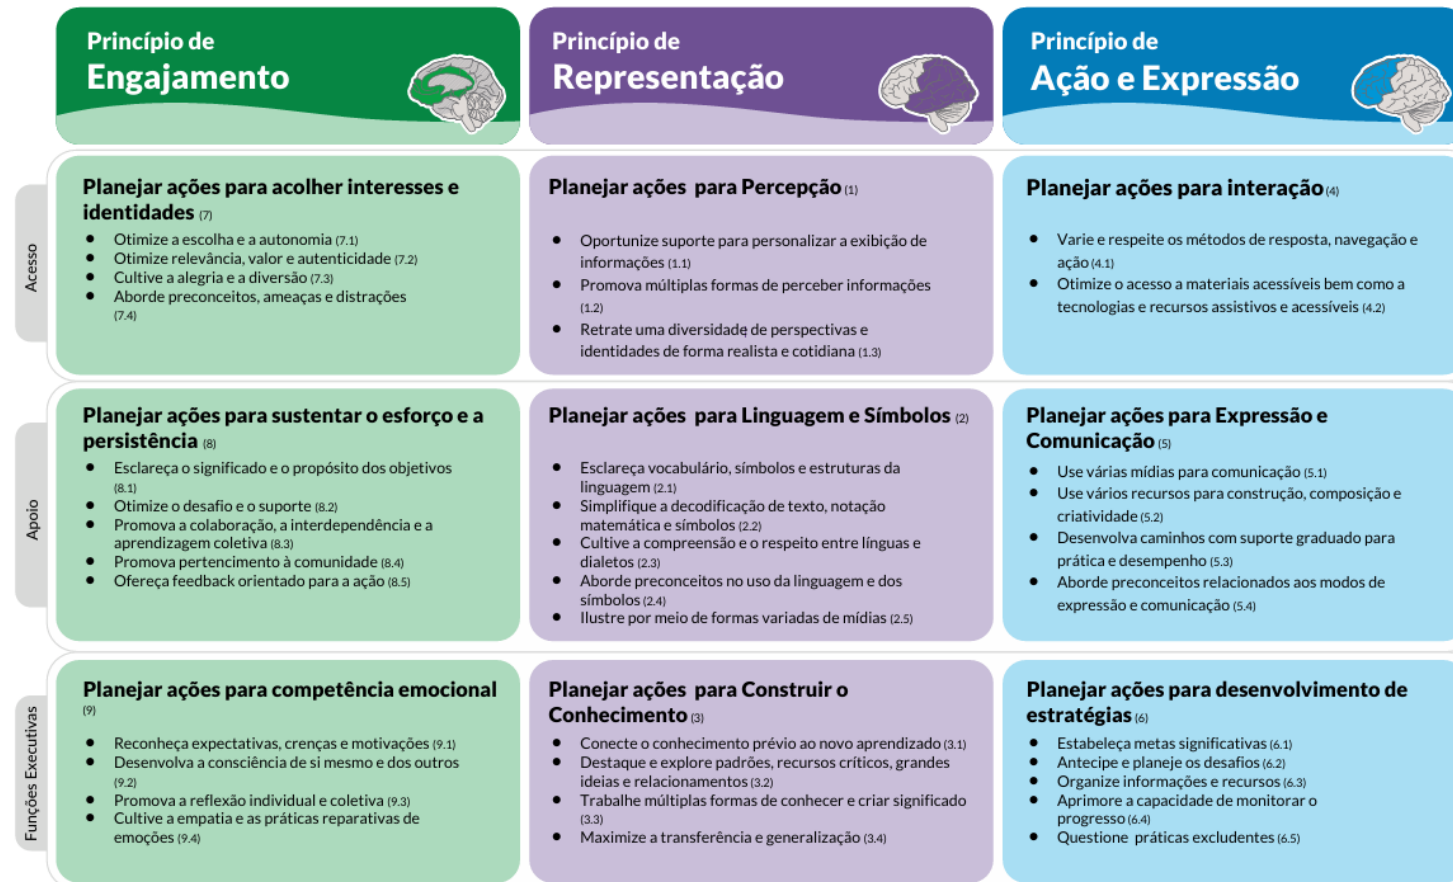 Princípio de
Engajamento
Princípio de
Representação
Princípio de
Ação e Expressão
Acesso
Planejar ações para acolher interesses e
identidades (7)
● Otimize a escolha e a autonomia (7.1)
● Otimize relevância, valor e autenticidade (7.2)
● Cultive a alegria e a diversão (7.3)
● Aborde preconceitos, ameaças e distrações
(7.4)
Planejar ações para Percepção (1)
● Oportunize suporte para personalizar a exibição de
informações (1.1)
● Promova múltiplas formas de perceber informações
(1.2)
● Retrate uma diversidade de perspectivas e
identidades de forma realista e cotidiana (1.3)
Planejar ações para interação (4)
● Varie e respeite os métodos de resposta, navegação e
ação (4.1)
● Otimize o acesso a materiais acessíveis bem como a
tecnologias e recursos assistivos e acessíveis (4.2)
Apoio
Planejar ações para sustentar o esforço e a
persistência (8)
● Esclareça o significado e o propósito dos objetivos
(8.1)
● Otimize o desafio e o suporte (8.2)
● Promova a colaboração, a interdependência e a
aprendizagem coletiva (8.3)
● Promova pertencimento à comunidade (8.4)
● Ofereça feedback orientado para a ação (8.5)
Planejar ações para Linguagem e Símbolos (2)
● Esclareça vocabulário, símbolos e estruturas da
linguagem (2.1)
● Simplifique a decodificação de texto, notação
matemática e símbolos (2.2)
● Cultive a compreensão e o respeito entre línguas e
dialetos (2.3)
● Aborde preconceitos no uso da linguagem e dos
símbolos (2.4)
● Ilustre por meio de formas variadas de mídias (2.5)
Planejar ações para Expressão e
Comunicação (5)
● Use várias mídias para comunicação (5.1)
● Use vários recursos para construção, composição e
criatividade (5.2)
● Desenvolva caminhos com suporte graduado para
prática e desempenho (5.3)
● Aborde preconceitos relacionados aos modos de
expressão e comunicação (5.4)
Funções Executivas
Planejar ações para competência emocional
(9)
● Reconheça expectativas, crenças e motivações (9.1)
● Desenvolva a consciência de si mesmo e dos outros
(9.2)
● Promova a reflexão individual e coletiva (9.3)
● Cultive a empatia e as práticas reparativas de
emoções (9.4)
Planejar ações para Construir o
Conhecimento (3)
● Conecte o conhecimento prévio ao novo aprendizado (3.1)
● Destaque e explore padrões, recursos críticos, grandes
ideias e relacionamentos (3.2)
● Trabalhe múltiplas formas de conhecer e criar significado
(3.3)
● Maximize a transferência e generalização (3.4)
Planejar ações para desenvolvimento de
estratégias (6)
● Estabeleça metas significativas (6.1)
● Antecipe e planeje os desafios (6.2)
● Organize informações e recursos (6.3)
● Aprimore a capacidade de monitorar o
progresso (6.4)
● Questione práticas excludentes (6.5)